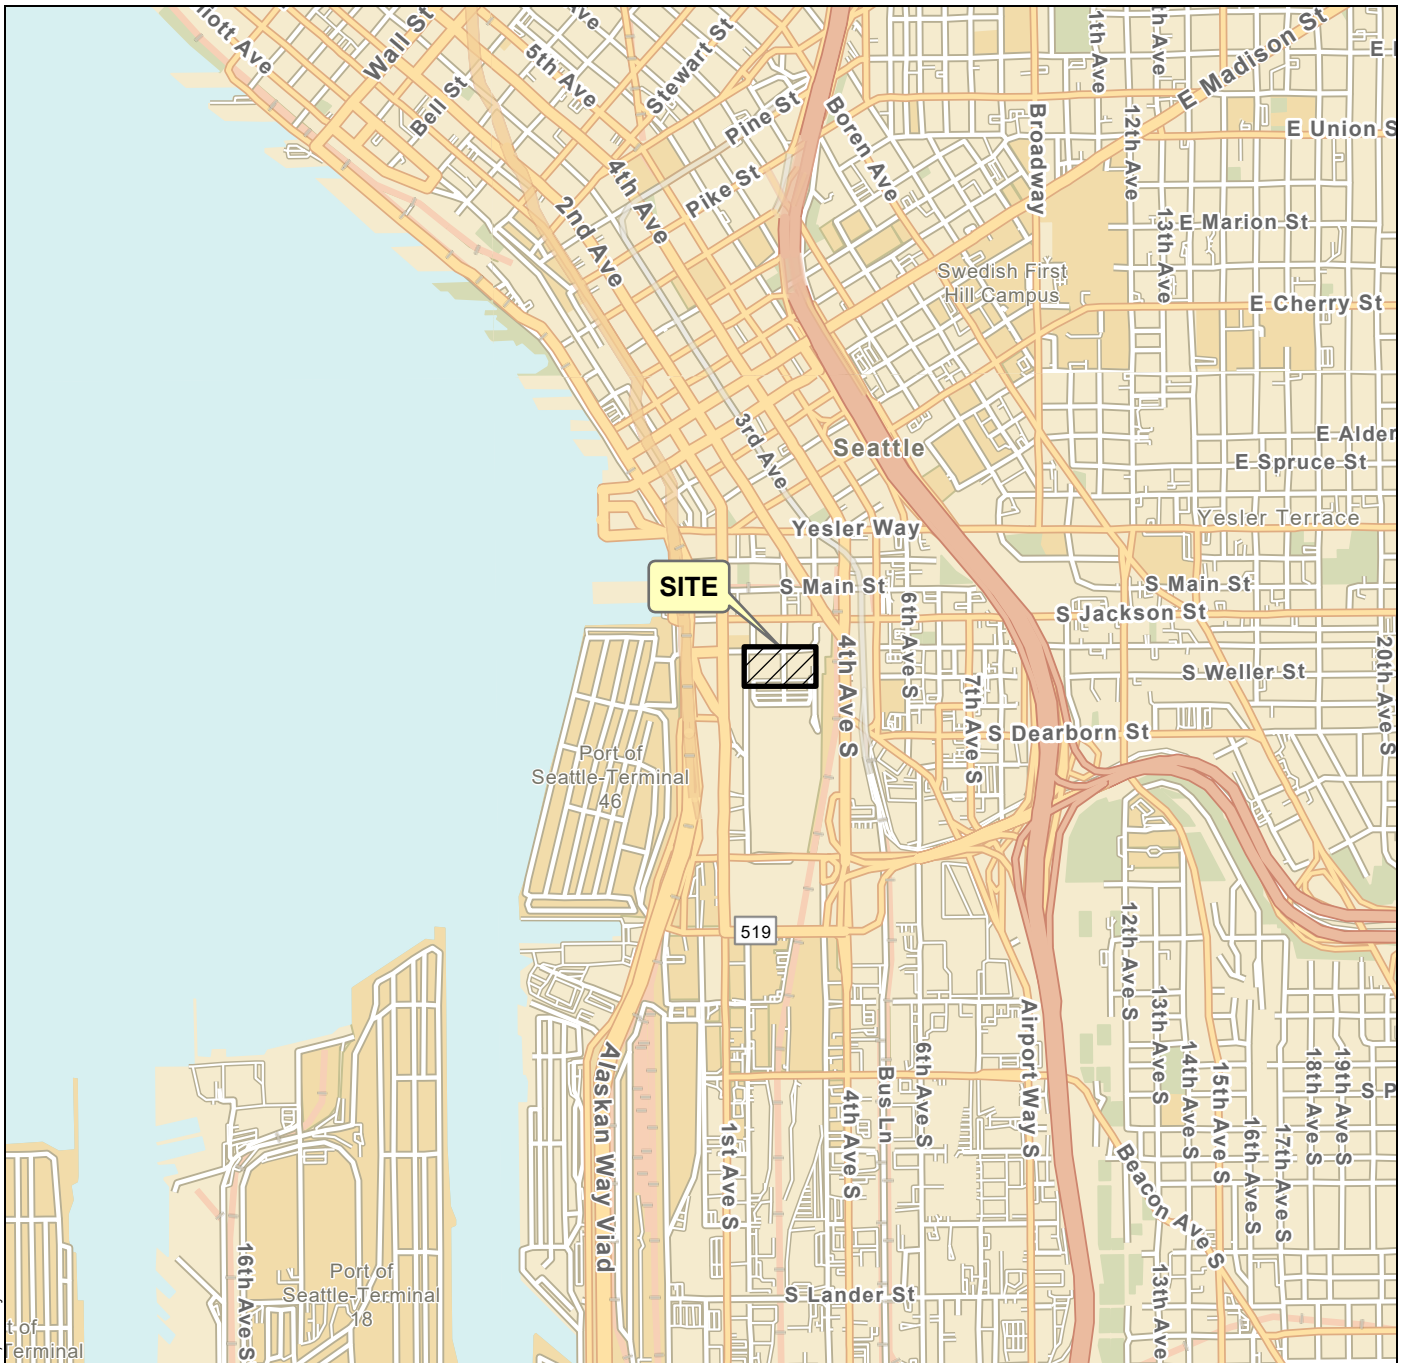 Wall St
5th Ave
Stewart St
Bell St
Pine St
Boren Ave
Broadway
12th Ave
E Madison St
E Union S
4th Ave
Pike St
2nd Ave
13th Ave
E Marion St
Swedish First
Hill Campus
E Cherry St
3rd Ave
Seattle
E Alder
E Spruce St
Yesler Way
Yesler Terrace
SITE
S Main St
S Main St
6th Ave S
S Jackson St
4th Ave S
20th Ave S
S Weller St
7th Ave S
S Dearborn St
Port of
Seattle-Terminal
46
519
12th Ave S
13th Ave S
Airport Way S
Alaskan Way Viad
6th Ave S
14th Ave S
15th Ave S
18th Ave S
19th Ave S
Bus Ln
4th Ave S
S P
1st Ave S
16th Ave S
17th Ave S
Beacon Ave S
16th Ave S
Port of
Seattle-Terminal
18
S Lander St
13th Ave
t of
Terminal